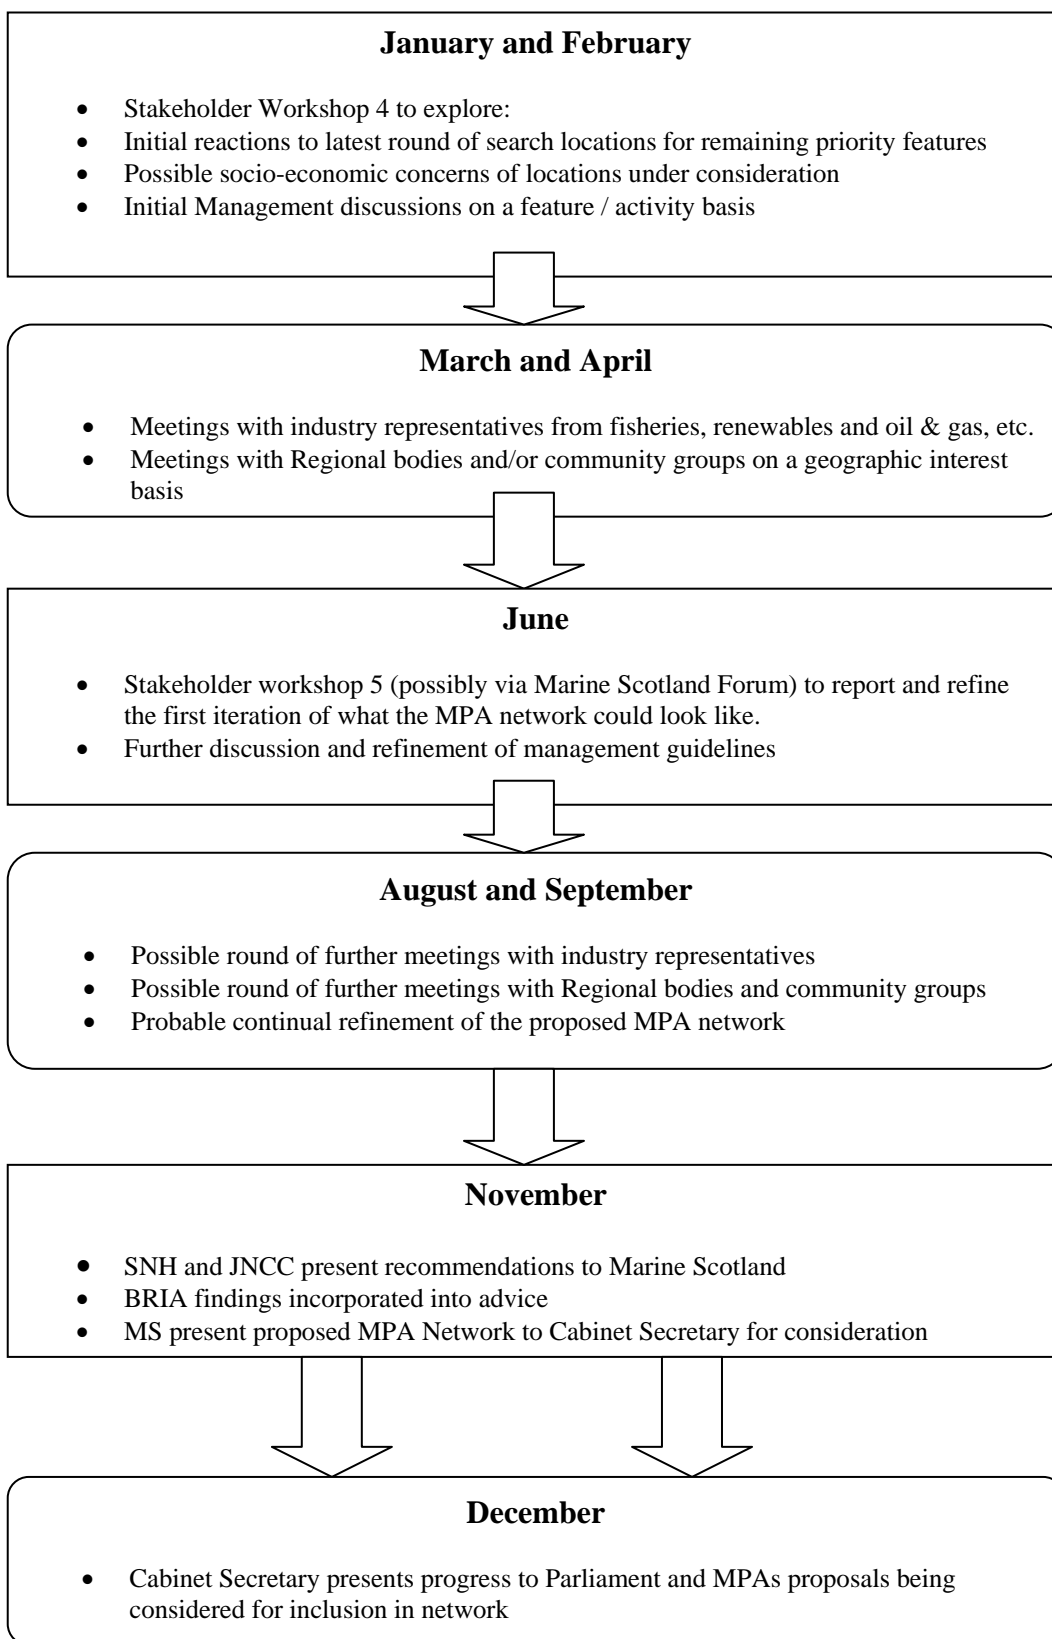 January and February
• Stakeholder Workshop 4 to explore:
• Initial reactions to latest round of search locations for remaining priority features
• Possible socio-economic concerns of locations under consideration
• Initial Management discussions on a feature / activity basis
March and April
• Meetings with industry representatives from fisheries, renewables and oil & gas, etc.
• Meetings with Regional bodies and/or community groups on a geographic interest
basis
June
• Stakeholder workshop 5 (possibly via Marine Scotland Forum) to report and refine
the first iteration of what the MPA network could look like.
• Further discussion and refinement of management guidelines
August and September
• Possible round of further meetings with industry representatives
• Possible round of further meetings with Regional bodies and community groups
• Probable continual refinement of the proposed MPA network
November
• SNH and JNCC present recommendations to Marine Scotland
• BRIA findings incorporated into advice
• MS present proposed MPA Network to Cabinet Secretary for consideration
December
• Cabinet Secretary presents progress to Parliament and MPAs proposals being
considered for inclusion in network